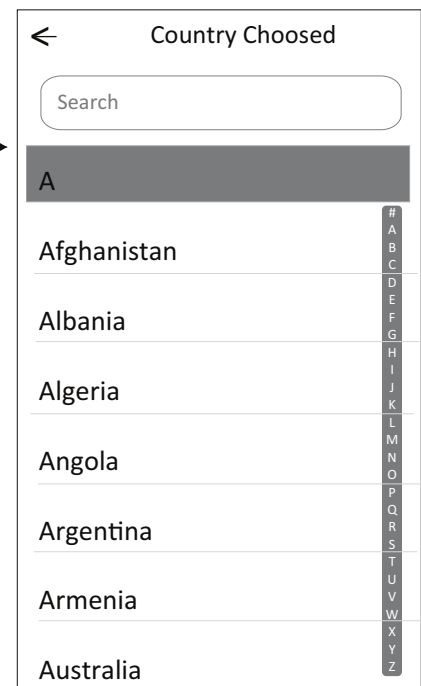 Country Choosed
Search
A
Afghanistan
Albania
Algeria
Angola
Argentina
Armenia
Australia
#
A
B
C
D
E
F
G
H
I
J
K
L
M
N
O
P
Q
R
S
T
U
V
W
X
Y
Z